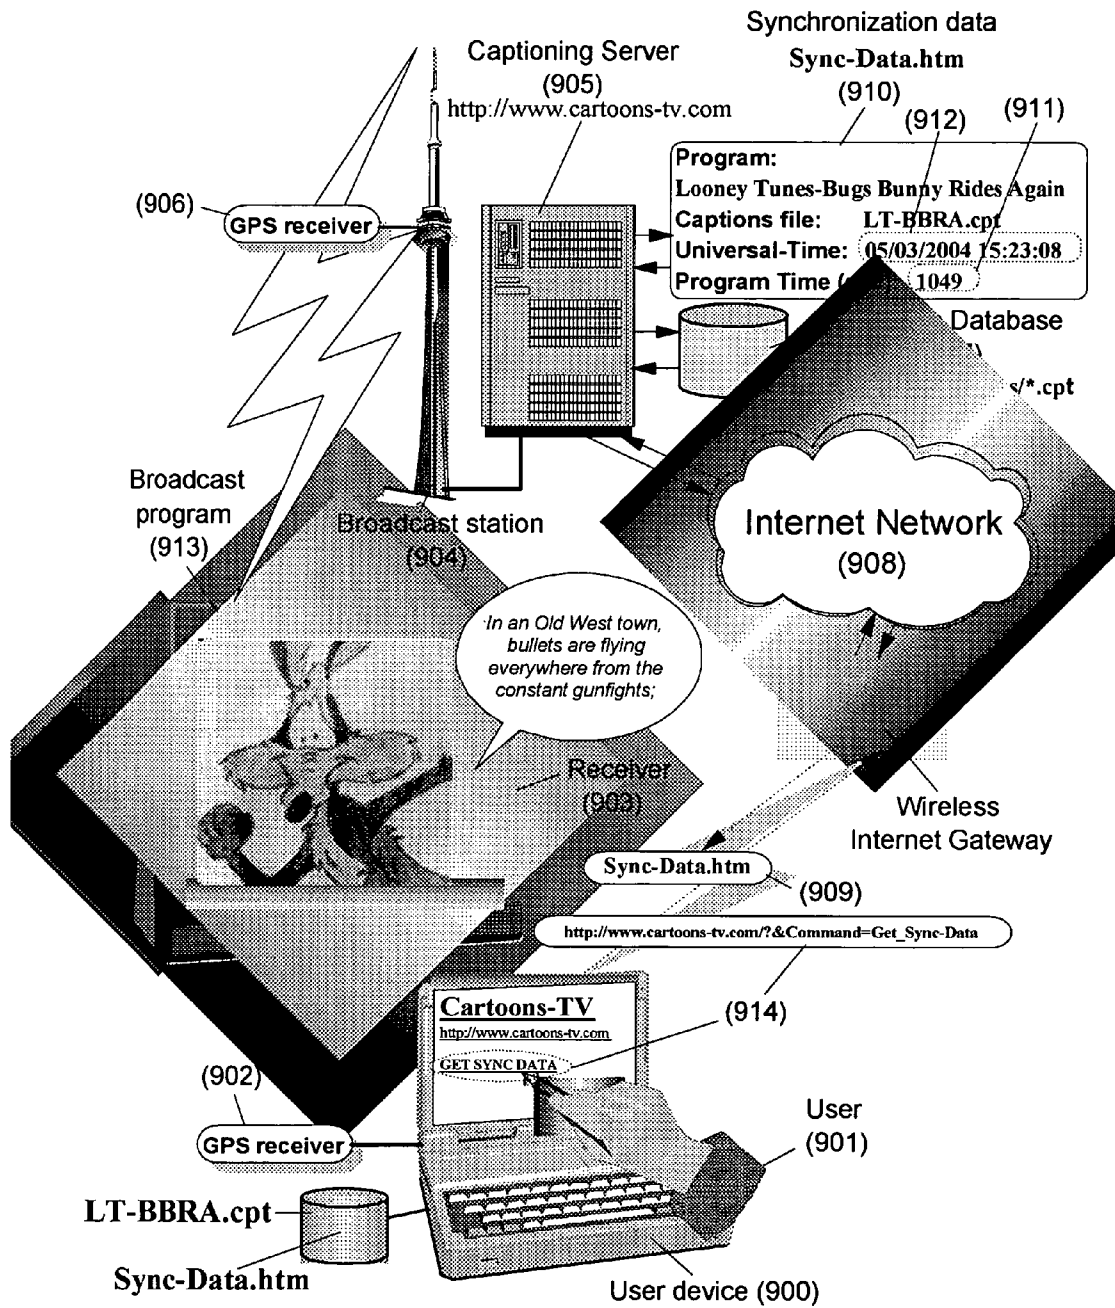 Synchronization data
Sync-Data.htm
(910)
(911)
(912)
Captioning Server
(905)
http://www.cartoons-tv.com
Program:
Looney Tunes-Bugs Bunny Rides Again
Captions file: LT-BBRA.cpt
Universal-Time: 05/03/2004 15:23:08
Program Time 1049
(906)
GPS receiver
Database
/*.cpt
Broadcast
program
(913)
Broadcast station
(904)
Internet Network
(908)
In an Old West town,
bullets are flying
everywhere from the
constant gunfights;
Receiver
(903)
Wireless
Internet Gateway
Sync-Data.htm
(909)
http://www.cartoons-tv.com/?&Command=Get_Sync-Data
(914)
Cartoons-TV
http://www.cartoons-tv.com
GET SYNC DATA
(902)
GPS receiver
User
(901)
LT-BBRA.cpt
Sync-Data.htm
User device (900)